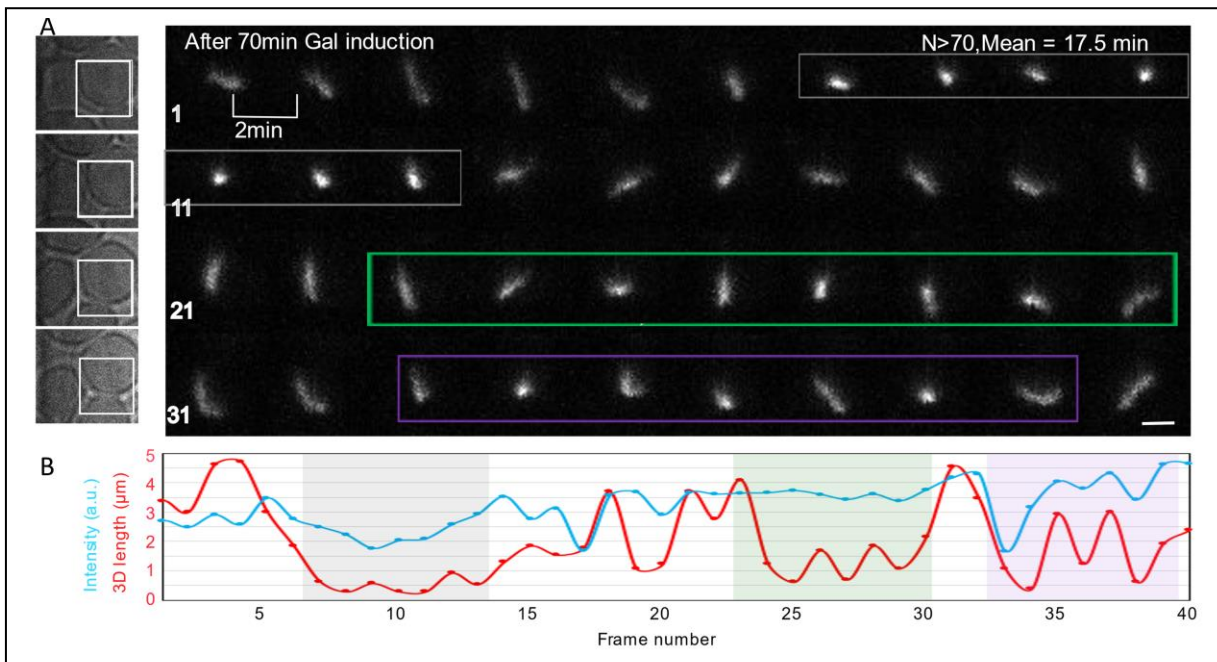 A
After 70min Gal induction
N>70,Mean = 17.5 min
1
2min
11
21
31
B
Intensity (a.u.)
3D length (µm)
5
4
3
2
1
0
5 10 15 20 25 30 35 40
Frame number